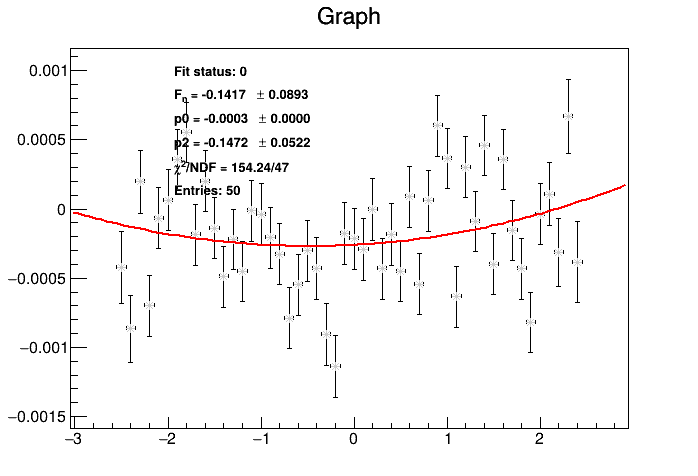 Graph
Fit status: 0
Fn = -0.1417 ± 0.0893
p0 = -0.0003 ± 0.0000
p2 = -0.1472 ± 0.0522
χ²/NDF = 154.24/47
Entries: 50
0.001
0.0005
0
−0.0005
−0.001
−0.0015
−3 −2 −1 0 1 2